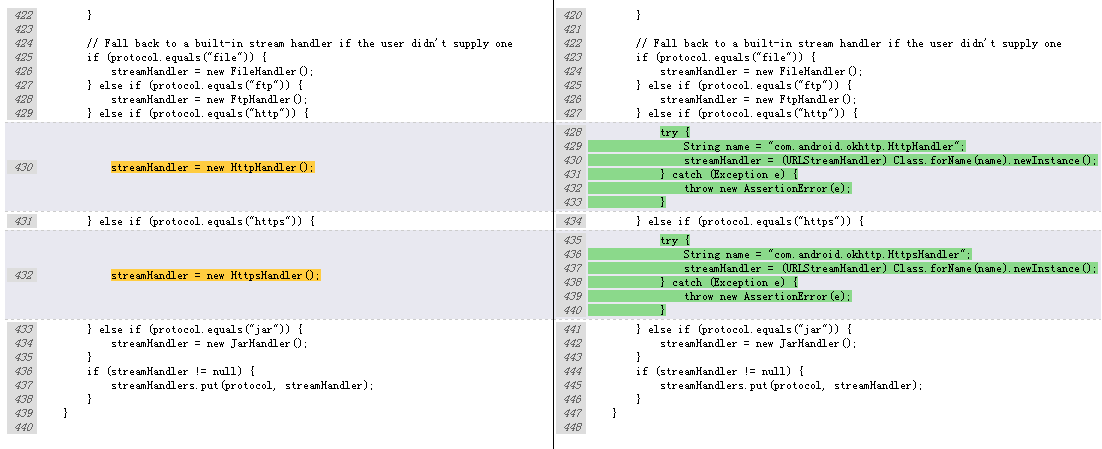 422         }
423
424         // Fall back to a built-in stream handler if the user didn't supply one
425         if (protocol.equals("file")) {
426             streamHandler = new FileHandler();
427         } else if (protocol.equals("ftp")) {
428             streamHandler = new FtpHandler();
429         } else if (protocol.equals("http")) {
430             streamHandler = new HttpHandler();
431         } else if (protocol.equals("https")) {
432             streamHandler = new HttpsHandler();
433         } else if (protocol.equals("jar")) {
434             streamHandler = new JarHandler();
435         }
436         if (streamHandler != null) {
437             streamHandlers.put(protocol, streamHandler);
438         }
439     }
440
420         }
421
422         // Fall back to a built-in stream handler if the user didn't supply one
423         if (protocol.equals("file")) {
424             streamHandler = new FileHandler();
425         } else if (protocol.equals("ftp")) {
426             streamHandler = new FtpHandler();
427         } else if (protocol.equals("http")) {
428             try {
429                 String name = "com.android.okhttp.HttpHandler";
430                 streamHandler = (URLStreamHandler) Class.forName(name).newInstance();
431             } catch (Exception e) {
432                 throw new AssertionError(e);
433             }
434         } else if (protocol.equals("https")) {
435             try {
436                 String name = "com.android.okhttp.HttpsHandler";
437                 streamHandler = (URLStreamHandler) Class.forName(name).newInstance();
438             } catch (Exception e) {
439                 throw new AssertionError(e);
440             }
441         } else if (protocol.equals("jar")) {
442             streamHandler = new JarHandler();
443         }
444         if (streamHandler != null) {
445             streamHandlers.put(protocol, streamHandler);
446         }
447     }
448